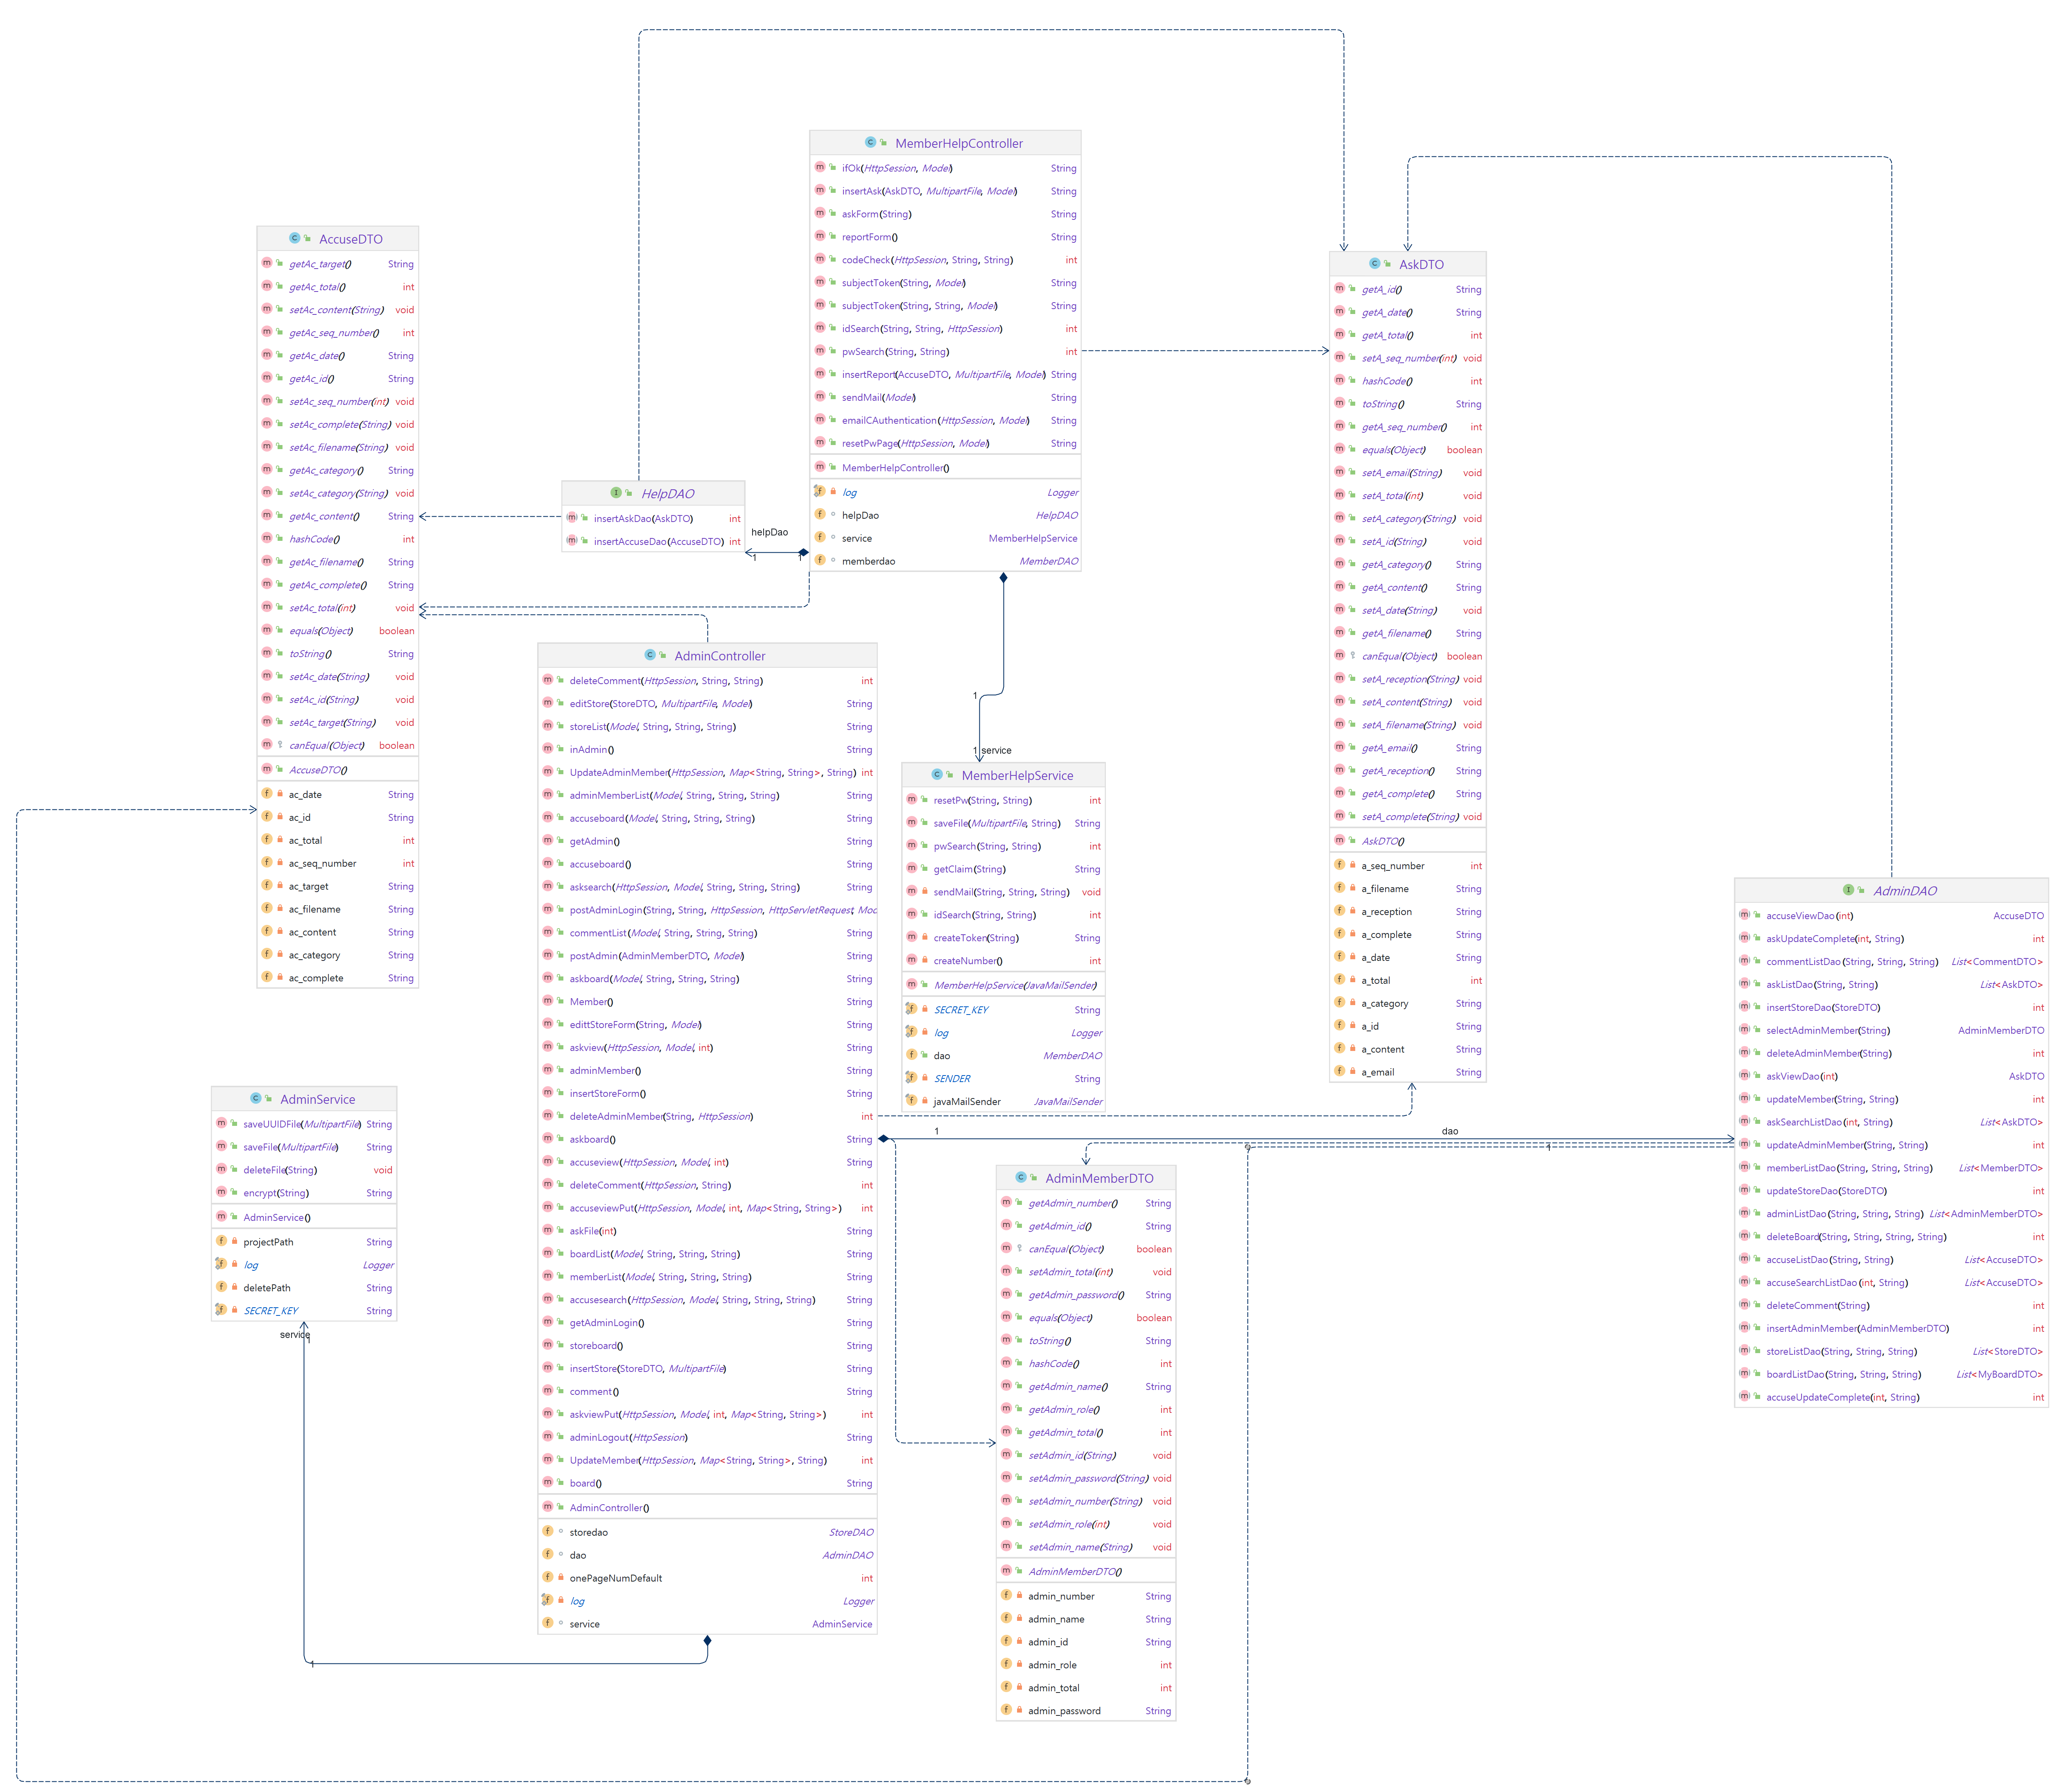 MemberHelpController
ifOk(HttpSession, Model) String
insertAsk(AskDTO, MultipartFile, Model) String
askForm(String) String
reportForm() String
codeCheck(HttpSession, String, String) int
subjectToken(String, Model) String
subjectToken(String, String, Model) String
idSearch(String, String, HttpSession) int
pwSearch(String, String) int
insertReport(AccuseDTO, MultipartFile, Model) String
sendMail(Model) String
emailCAuthentication(HttpSession, Model) String
resetPwPage(HttpSession, Model) String
MemberHelpController()
log Logger
helpDao HelpDAO
service MemberHelpService
memberdao MemberDAO
AccuseDTO
getAc_target() String
getAc_total() int
setAc_content(String) void
getAc_seq_number() int
getAc_date() String
getAc_id() String
setAc_seq_number(int) void
setAc_complete(String) void
setAc_filename(String) void
getAc_category() String
setAc_category(String) void
getAc_content() String
hashCode() int
getAc_filename() String
getAc_complete() String
setAc_total(int) void
equals(Object) boolean
toString() String
setAc_date(String) void
setAc_id(String) void
setAc_target(String) void
canEqual(Object) boolean
AccuseDTO()
ac_date String
ac_id String
ac_total int
ac_seq_number int
ac_target String
ac_filename String
ac_content String
ac_category String
ac_complete String
HelpDAO
insertAskDao(AskDTO) int
insertAccuseDao(AccuseDTO) int
helpDao
1
1
AskDTO
getA_id() String
getA_date() String
getA_total() int
setA_seq_number(int) void
hashCode() int
toString() String
getA_seq_number() int
equals(Object) boolean
setA_email(String) void
setA_total(int) void
setA_category(String) void
setA_id(String) void
getA_category() String
getA_content() String
setA_date(String) void
getA_filename() String
canEqual(Object) boolean
setA_reception(String) void
setA_content(String) void
setA_filename(String) void
getA_email() String
getA_reception() String
getA_complete() String
setA_complete(String) void
AskDTO()
a_seq_number int
a_filename String
a_reception String
a_complete String
a_date String
a_total int
a_category String
a_id String
a_content String
a_email String
AdminController
deleteComment(HttpSession, String, String) int
editStore(StoreDTO, MultipartFile, Model) String
storeList(Model, String, String, String) String
inAdmin() String
UpdateAdminMember(HttpSession, Map<String, String>, String) int
adminMemberList(Model, String, String, String) String
accuseboard(Model, String, String, String) String
getAdmin() String
accuseboard() String
asksearch(HttpSession, Model, String, String, String) String
postAdminLogin(String, String, HttpSession, HttpServletRequest, Mod
commentList(Model, String, String, String) String
postAdmin(AdminMemberDTO, Model) String
askboard(Model, String, String, String) String
Member() String
edittStoreForm(String, Model) String
askview(HttpSession, Model, int) String
adminMember() String
insertStoreForm() String
deleteAdminMember(String, HttpSession) int
askboard() String
accuseview(HttpSession, Model, int) String
deleteComment(HttpSession, String) int
accuseviewPut(HttpSession, Model, int, Map<String, String>) int
askFile(int) String
boardList(Model, String, String, String) String
memberList(Model, String, String, String) String
accusesearch(HttpSession, Model, String, String, String) String
getAdminLogin() String
storeboard() String
insertStore(StoreDTO, MultipartFile) String
comment() String
askviewPut(HttpSession, Model, int, Map<String, String>) int
adminLogout(HttpSession) String
UpdateMember(HttpSession, Map<String, String>, String) int
board() String
AdminController()
storedao StoreDAO
dao AdminDAO
onePageNumDefault int
log Logger
service AdminService
1
1 service
MemberHelpService
resetPw(String, String) int
saveFile(MultipartFile, String) String
pwSearch(String, String) int
getClaim(String) String
sendMail(String, String, String) void
idSearch(String, String) int
createToken(String) String
createNumber() int
MemberHelpService(JavaMailSender)
SECRET_KEY String
log Logger
dao MemberDAO
SENDER String
javaMailSender JavaMailSender
AdminDAO
accuseViewDao(int) AccuseDTO
askUpdateComplete(int, String) int
commentListDao(String, String, String) List<CommentDTO>
askListDao(String, String) List<AskDTO>
insertStoreDao(StoreDTO) int
selectAdminMember(String) AdminMemberDTO
deleteAdminMember(String) int
askViewDao(int) AskDTO
updateMember(String, String) int
askSearchListDao(int, String) List<AskDTO>
updateAdminMember(String, String) int
memberListDao(String, String, String) List<MemberDTO>
updateStoreDao(StoreDTO) int
adminListDao(String, String, String) List<AdminMemberDTO>
deleteBoard(String, String, String, String) int
accuseListDao(String, String) List<AccuseDTO>
accuseSearchListDao(int, String) List<AccuseDTO>
deleteComment(String) int
insertAdminMember(AdminMemberDTO) int
storeListDao(String, String, String) List<StoreDTO>
boardListDao(String, String, String) List<MyBoardDTO>
accuseUpdateComplete(int, String) int
1
dao
1
AdminService
saveUUIDFile(MultipartFile) String
saveFile(MultipartFile) String
deleteFile(String) void
encrypt(String) String
AdminService()
projectPath String
log Logger
deletePath String
SECRET_KEY String
service
1
1
AdminMemberDTO
getAdmin_number() String
getAdmin_id() String
canEqual(Object) boolean
setAdmin_total(int) void
getAdmin_password() String
equals(Object) boolean
toString() String
hashCode() int
getAdmin_name() String
getAdmin_role() int
getAdmin_total() int
setAdmin_id(String) void
setAdmin_password(String) void
setAdmin_number(String) void
setAdmin_role(int) void
setAdmin_name(String) void
AdminMemberDTO()
admin_number String
admin_name String
admin_id String
admin_role int
admin_total int
admin_password String